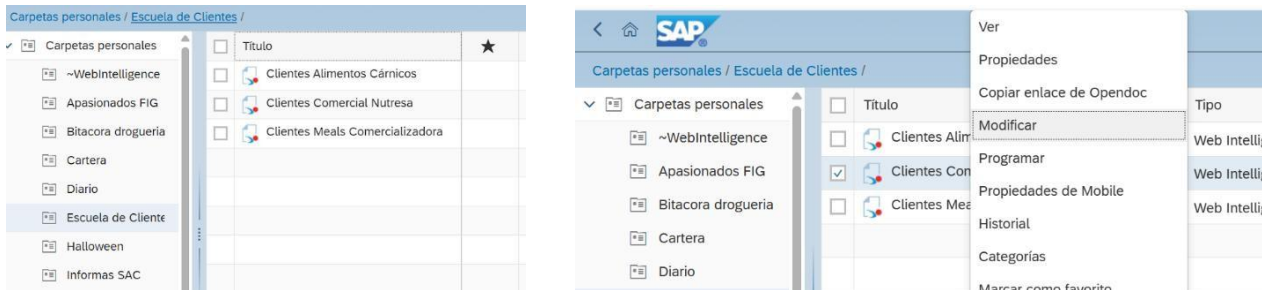 Carpetas personales / Escuela de Clientes /
Carpetas personales
~WebIntelligence
Apasionados FIG
Bitacora drogueria
Cartera
Diario
Escuela de Cliente
Halloween
Informas SAC
Título ★
Clientes Alimentos Cárnicos
Clientes Comercial Nutresa
Clientes Meals Comercializadora
SAP
Carpetas personales / Escuela de Clientes /
Carpetas personales
~WebIntelligence
Apasionados FIG
Bitacora drogueria
Cartera
Diario
Título Tipo
Clientes Alim Web Intelli
Clientes Con Web Intelli
Clientes Mea Web Intelli
Ver
Propiedades
Copiar enlace de Opendoc
Modificar
Programar
Propiedades de Mobile
Historial
Categorías
Marcar como favorito